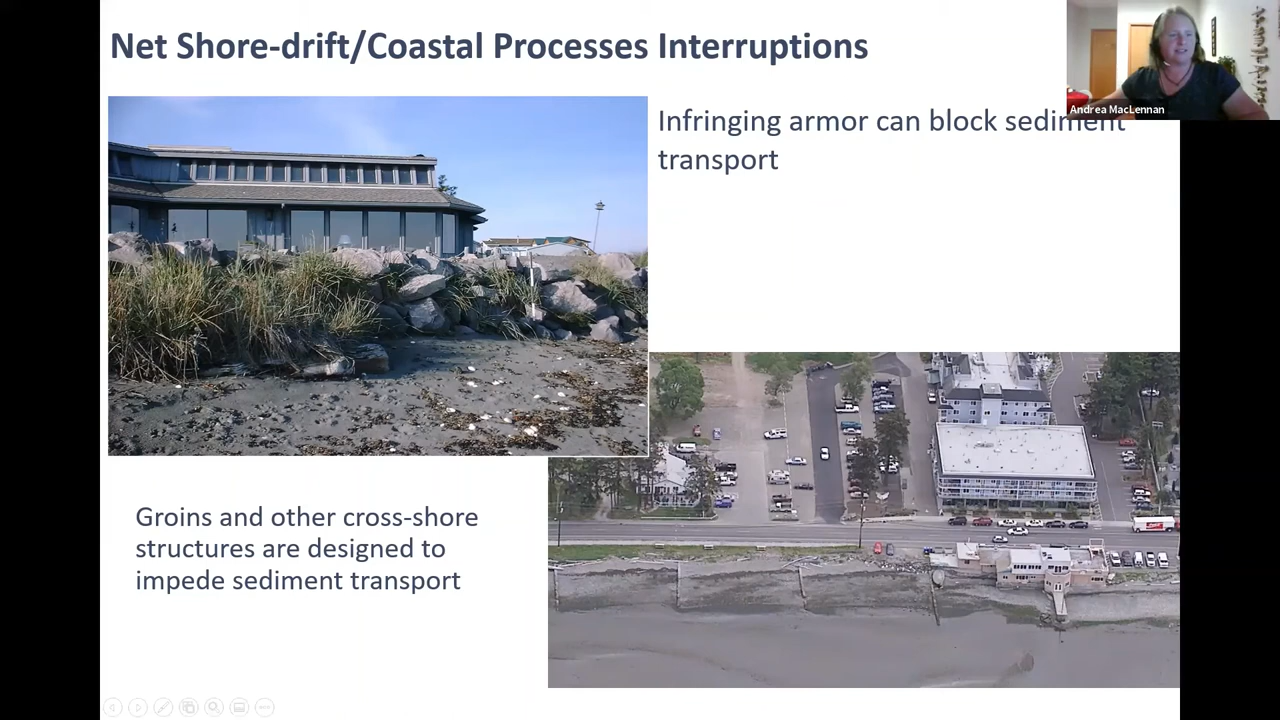 Net Shore-drift/Coastal Processes Interruptions
Andrea MacLennan
Infringing armor can block sediment
transport
Groins and other cross-shore
structures are designed to
impede sediment transport